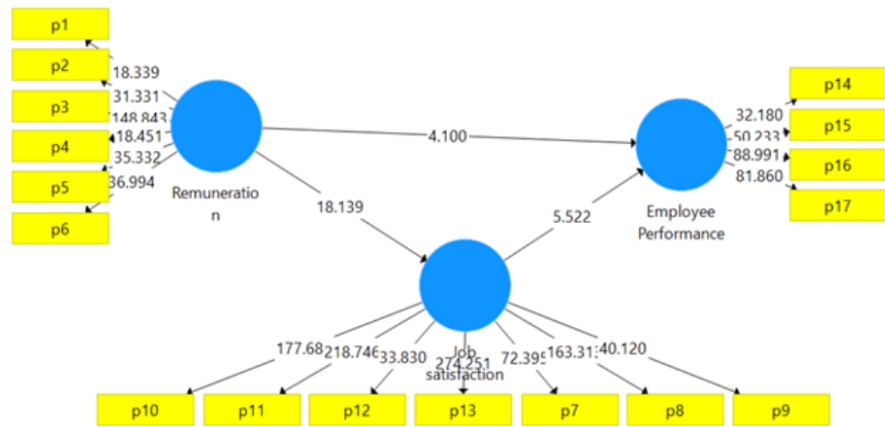 p1
p2
p3
p4
p5
p6
18.339
31.331
148.843
18.451
35.332
36.994
Remuneratio
n
4.100
18.139
5.522
Employee
Performance
32.180
50.233
88.991
81.860
p14
p15
p16
p17
Job
satisfaction
177.68
218.746
33.830
274.251
72.395
163.313
40.120
p10
p11
p12
p13
p7
p8
p9